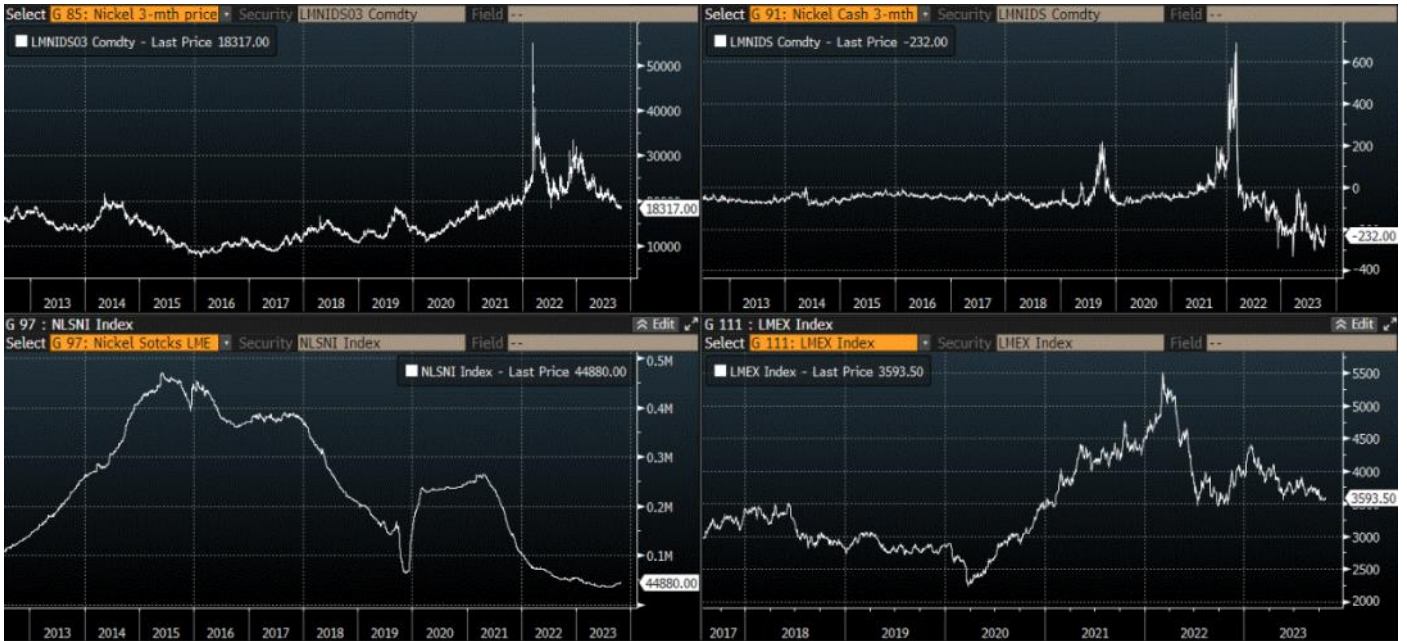 Select G 85: Nickel 3-mth price Security LMNIDS03 Comdty Field --
LMNIDS03 Comdty - Last Price 18317.00
50000
40000
30000
20000
18317.00
10000
2013 2014 2015 2016 2017 2018 2019 2020 2021 2022 2023
Select G 91: Nickel Cash 3-mth Security LMNIDS Comdty Field --
LMNIDS Comdty - Last Price -232.00
600
400
200
0
-232.00
-400
2013 2014 2015 2016 2017 2018 2019 2020 2021 2022 2023
G 97 : NLSNI Index Edit
Select G 97: Nickel Sotcks LME Security NLSNI Index Field --
NLSNI Index - Last Price 44880.00
0.5M
0.4M
0.3M
0.2M
0.1M
44880.00
2013 2014 2015 2016 2017 2018 2019 2020 2021 2022 2023
G 111 : LMEX Index Edit
Select G 111: LMEX Index Security LMEX Index Field --
LMEX Index - Last Price 3593.50
5500
5000
4500
4000
3593.50
3000
2500
2000
2017 2018 2019 2020 2021 2022 2023